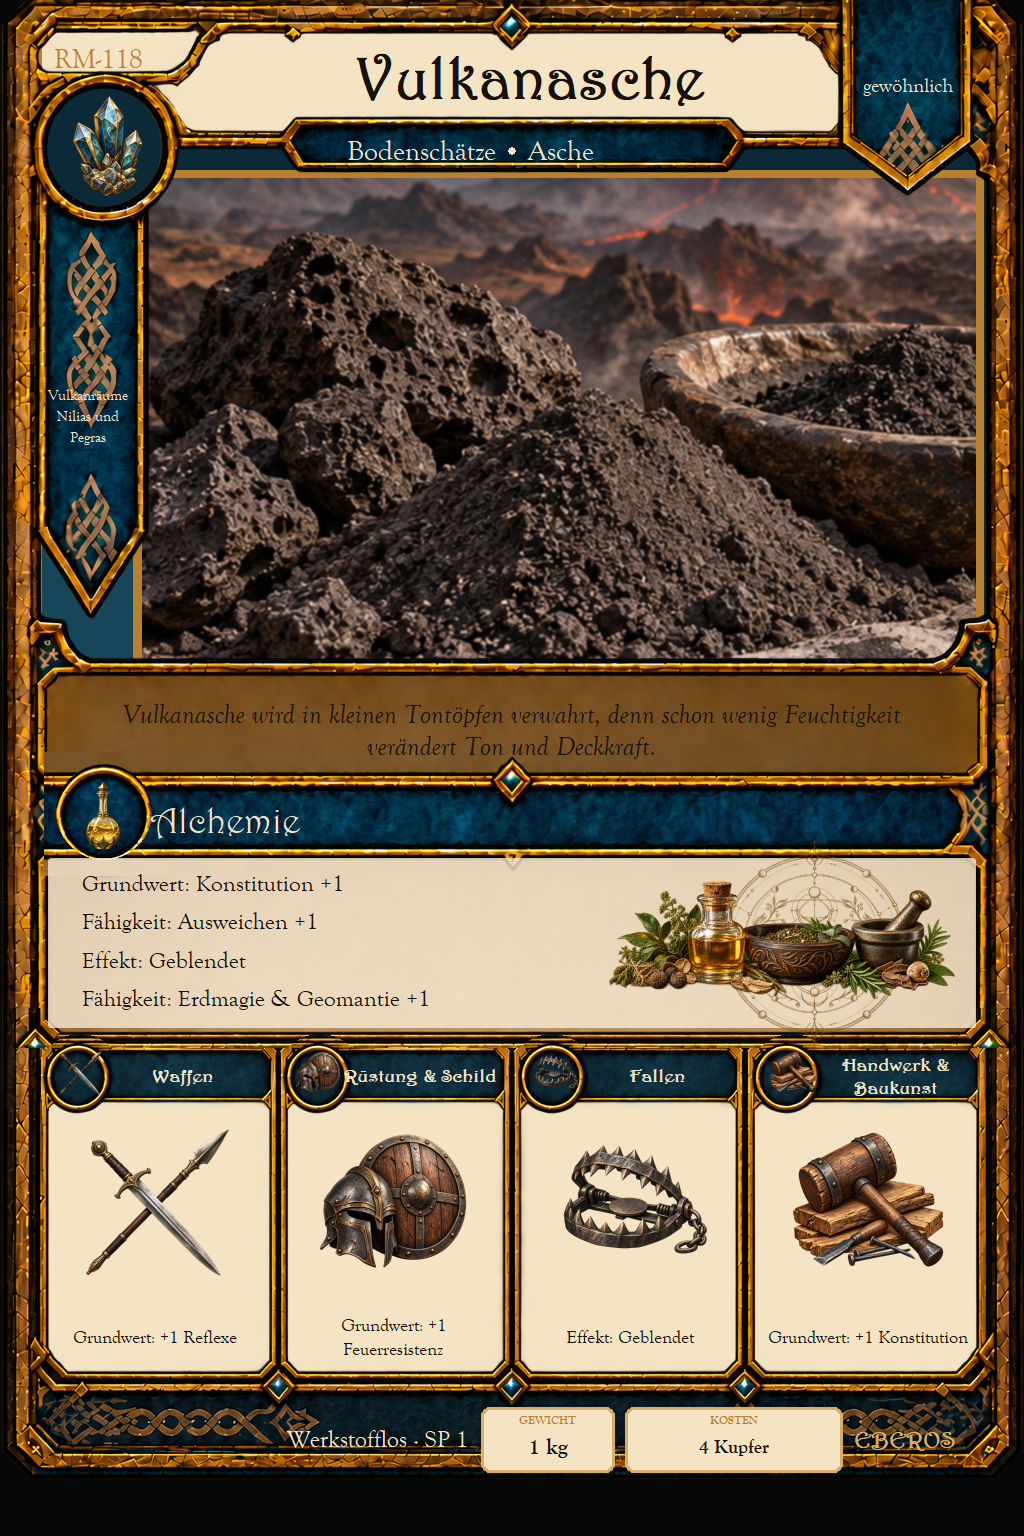 RM-118
Vulkanasche
gewöhnlich
Bodenschätze • Asche
Vulkanräume
Nilias und
Pegras
Vulkanasche wird in kleinen Tontöpfen verwahrt, denn schon wenig Feuchtigkeit
verändert Ton und Deckkraft.
Alchemie
Grundwert: Konstitution +1
Fähigkeit: Ausweichen +1
Effekt: Geblendet
Fähigkeit: Erdmagie & Geomantie +1
Waffen
Grundwert: +1 Reflexe
Rüstung & Schild
Grundwert: +1
Feuerresistenz
Fallen
Effekt: Geblendet
Handwerk &
Baukunst
Grundwert: +1 Konstitution
Werkstofflos · SP 1
GEWICHT
1 kg
KOSTEN
4 Kupfer
EBEROS